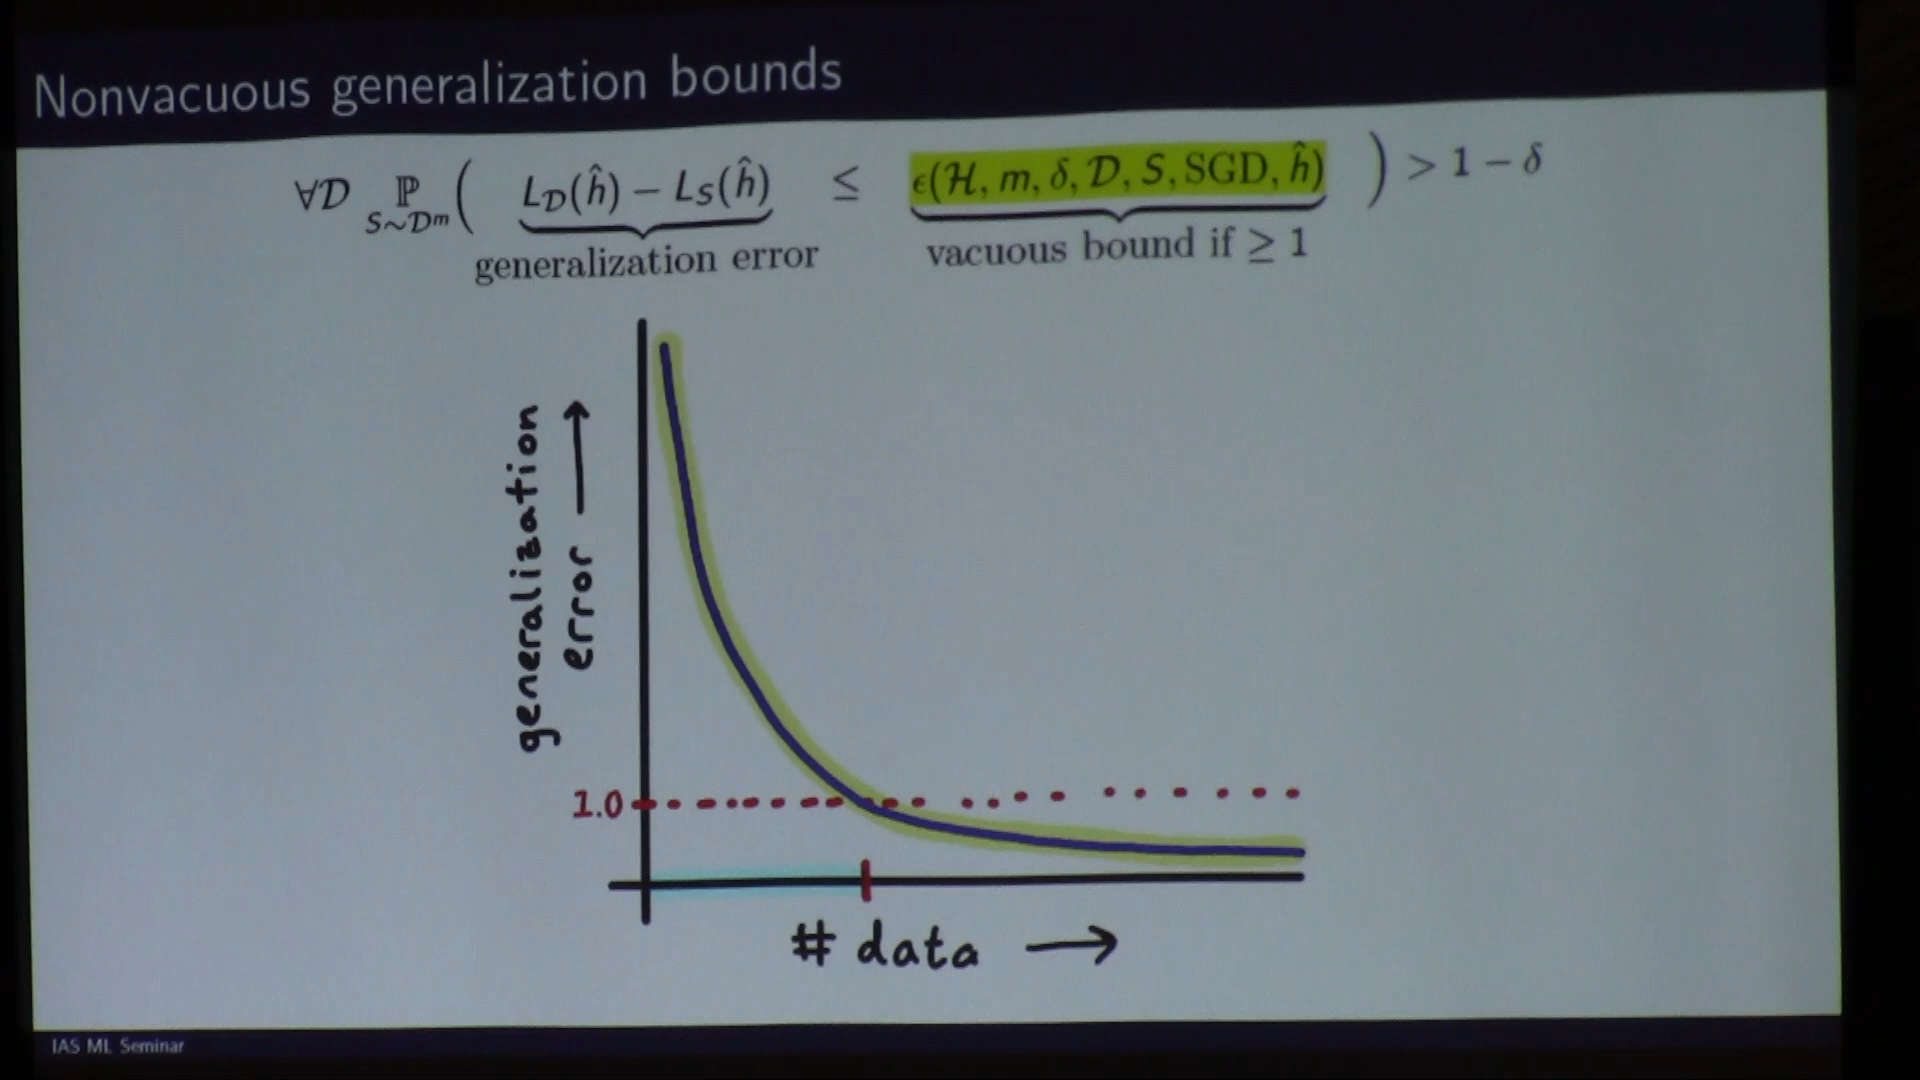 Nonvacuous generalization bounds
∀𝒟 ℙ_{S∼𝒟^m} ( L_𝒟(ĥ) − L_S(ĥ) ≤ ϵ(ℋ, m, δ, 𝒟, S, SGD, ĥ) ) > 1 − δ
generalization error
vacuous bound if ≥ 1
generalization
error →
1.0
# data →
IAS ML Seminar